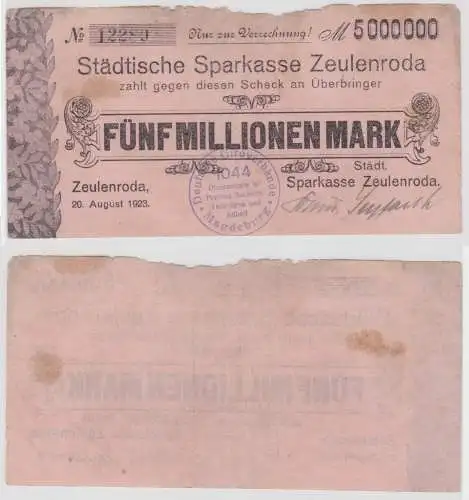 № 12289 Nur zur Verrechnung! M 5000000
Städtische Sparkasse Zeulenroda
zahlt gegen diesen Scheck an Überbringer
FÜNF MILLIONEN MARK
Zeulenroda,
20. August 1923.
Städt.
Sparkasse Zeulenroda.
044
Magdeburg
FÜNF MILLIONEN MARK